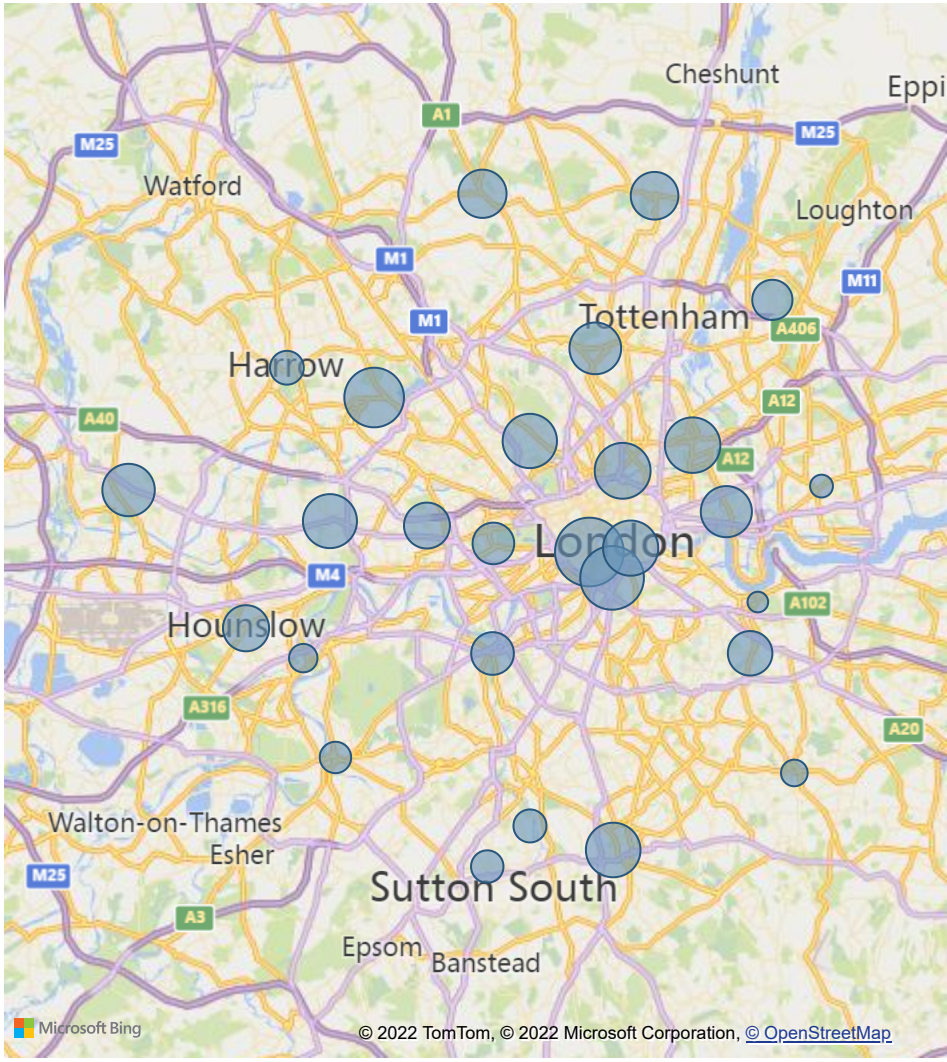 Cheshunt
Eppi
A1
M25
M25
Watford
Loughton
M1
M11
M1
Tottenham
A406
Harrow
A12
A40
A12
London
M4
A102
Hounslow
A316
A20
Walton-on-Thames
Esher
M25
Sutton South
A3
Epsom
Banstead
Microsoft Bing
© 2022 TomTom, © 2022 Microsoft Corporation, © OpenStreetMap